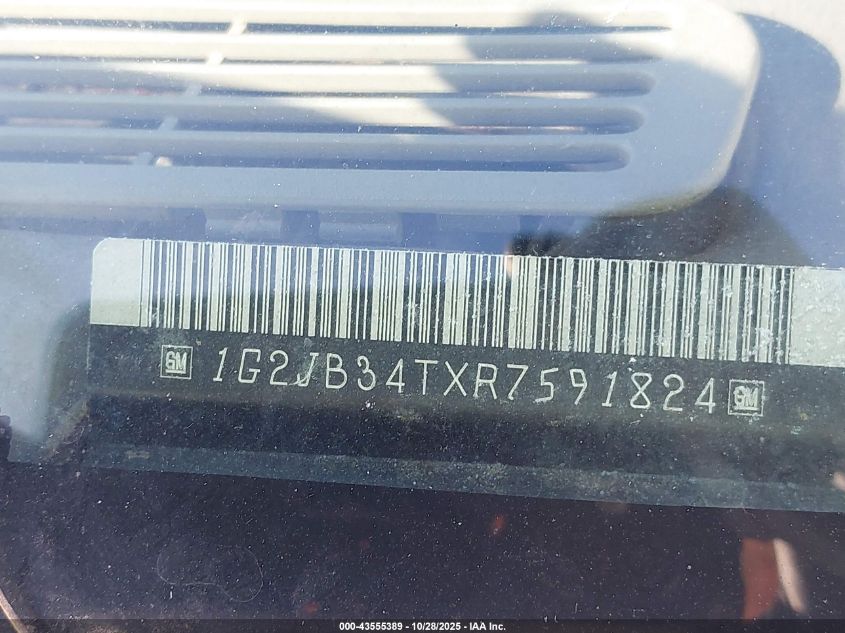 GM 1G2JB34TXR7591824 GM
000-43555389 - 10/28/2025 - IAA Inc.